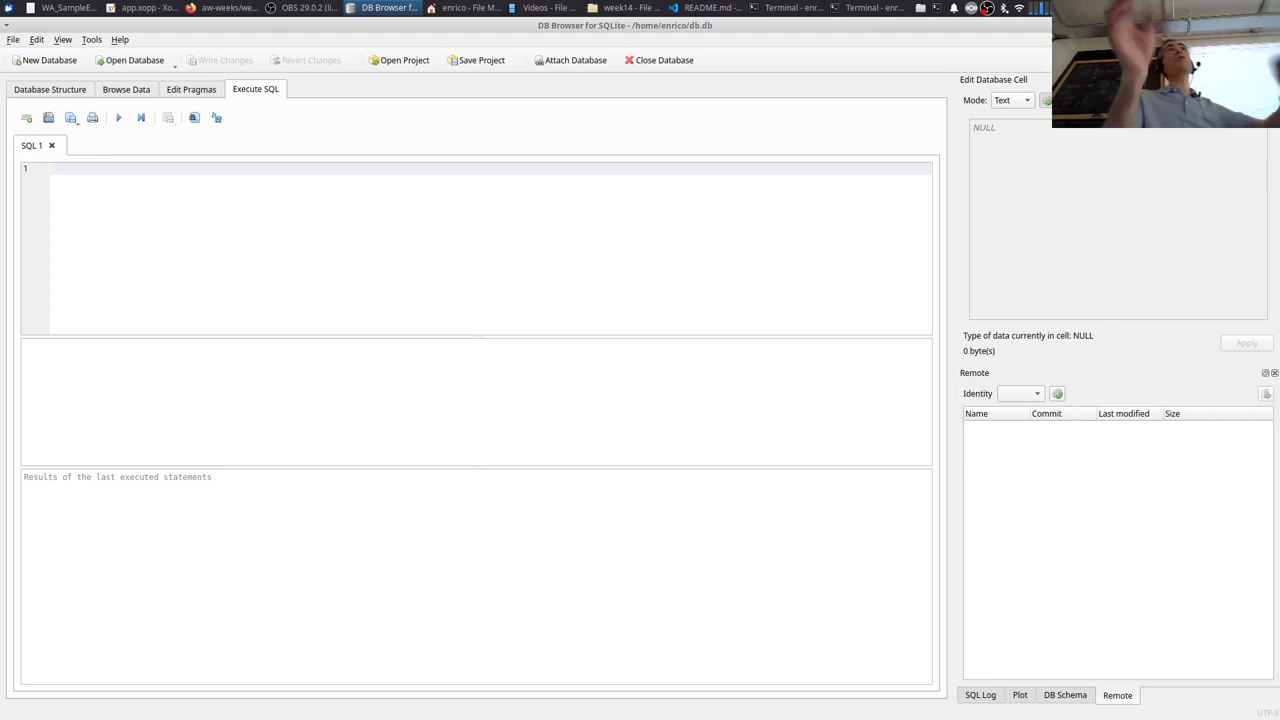 WA_SampleE... app.xopp - Xo... aw-weeks/we... OBS 29.0.2 (li... DB Browser f... enrico - File M... Videos - File ... week14 - File ... README.md -... Terminal - enr... Terminal - enr...
DB Browser for SQLite - /home/enrico/db.db
File Edit View Tools Help
New Database Open Database Write Changes Revert Changes Open Project Save Project Attach Database Close Database
Database Structure Browse Data Edit Pragmas Execute SQL
SQL 1
1
Results of the last executed statements
Edit Database Cell
Mode: Text
NULL
Type of data currently in cell: NULL
0 byte(s)
Apply
Remote
Identity
Name Commit Last modified Size
SQL Log Plot DB Schema Remote
UTF-8